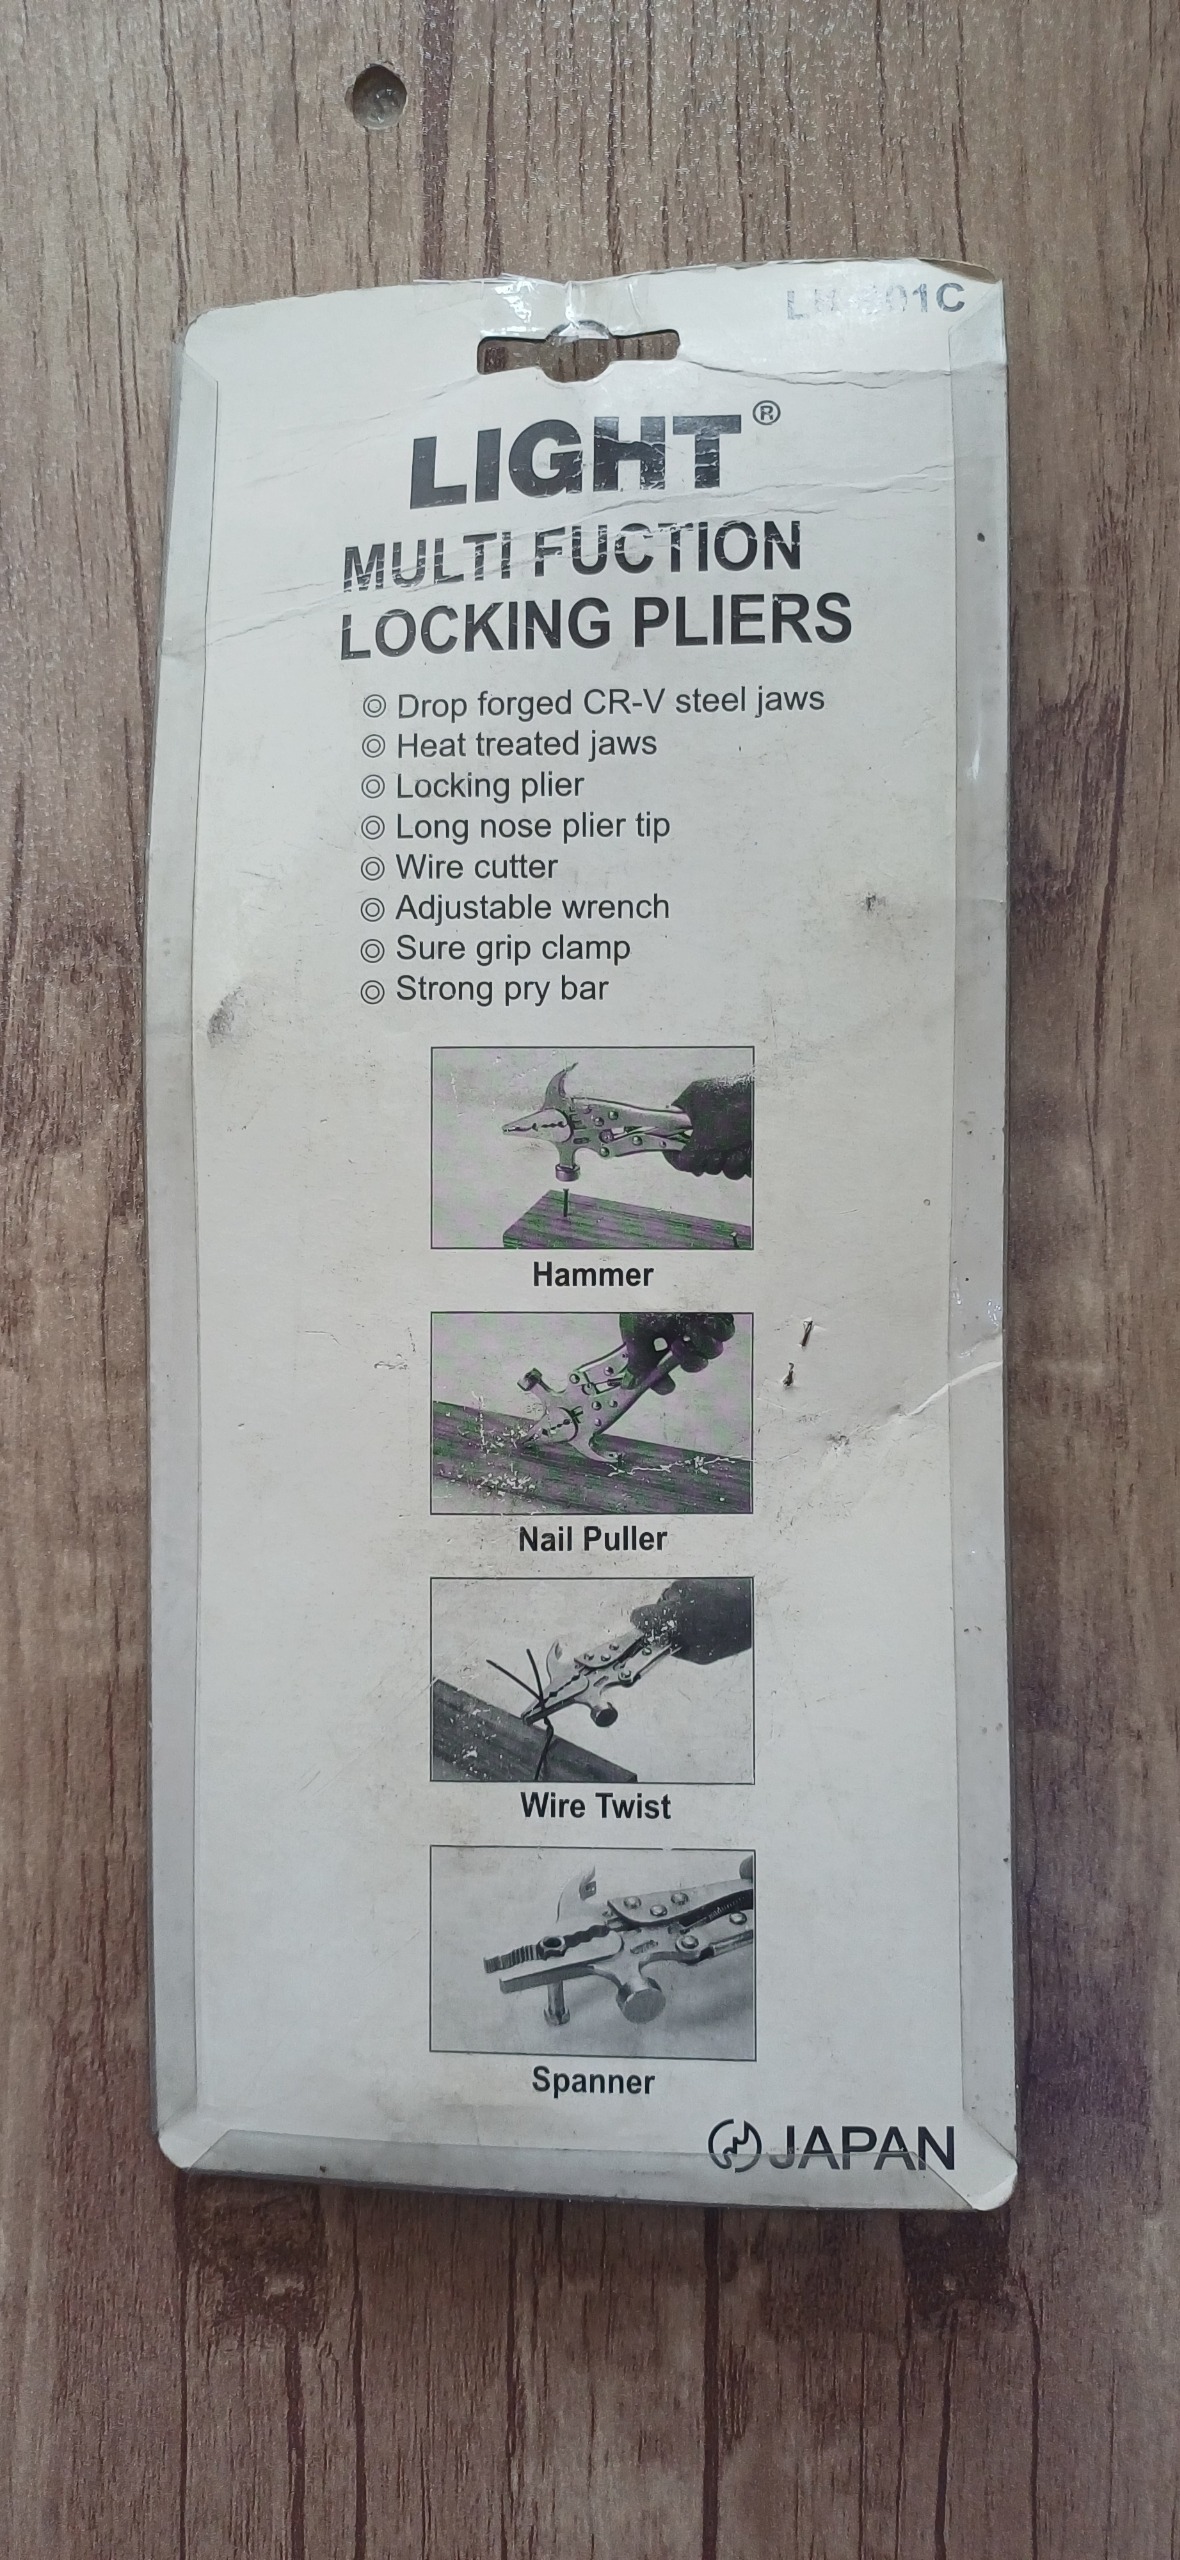 LIGHT®
MULTI FUCTION
LOCKING PLIERS
◎ Drop forged CR-V steel jaws
◎ Heat treated jaws
◎ Locking plier
◎ Long nose plier tip
◎ Wire cutter
◎ Adjustable wrench
◎ Sure grip clamp
◎ Strong pry bar
Hammer
Nail Puller
Wire Twist
Spanner
JAPAN